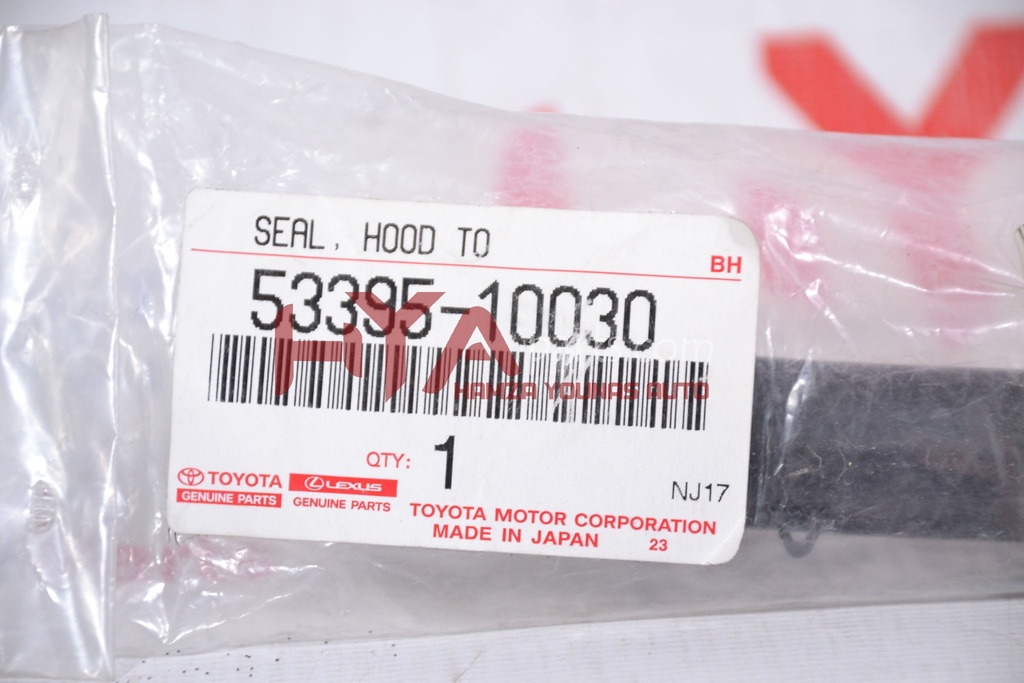 SEAL, HOOD TO
BH
53395-10030
HYA
HAMZA YOUNAS AUTO
QTY: 1
NJ17
TOYOTA
GENUINE PARTS
LEXUS
GENUINE PARTS
TOYOTA MOTOR CORPORATION
MADE IN JAPAN 23